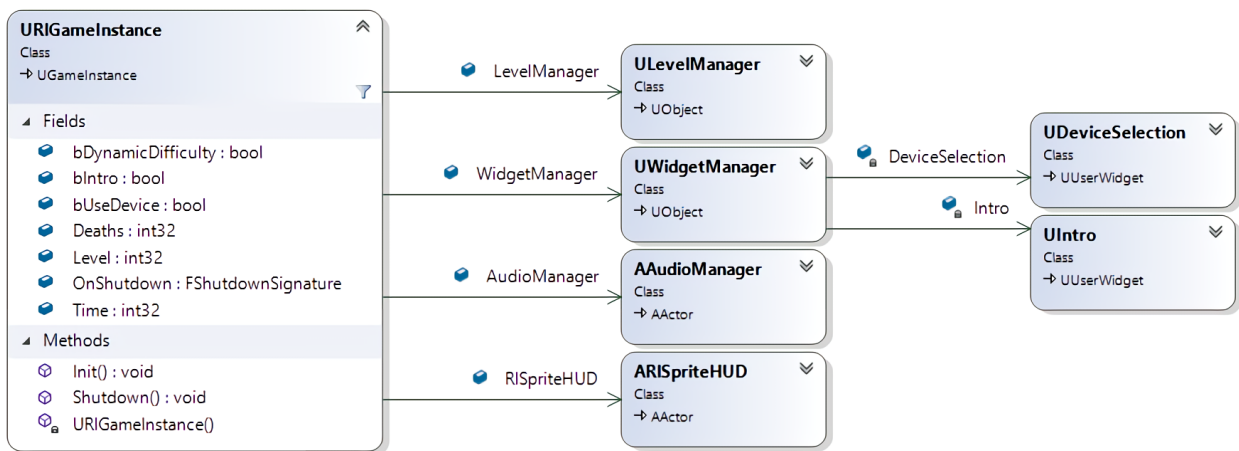 URIGameInstance
Class
UGameInstance
Fields
bDynamicDifficulty : bool
bIntro : bool
bUseDevice : bool
Deaths : int32
Level : int32
OnShutdown : FShutdownSignature
Time : int32
Methods
Init() : void
Shutdown() : void
URIGameInstance()
LevelManager
WidgetManager
AudioManager
RISpriteHUD
ULevelManager
Class
UObject
UWidgetManager
Class
UObject
AAudioManager
Class
AActor
ARISpriteHUD
Class
AActor
DeviceSelection
Intro
UDeviceSelection
Class
UUserWidget
UIntro
Class
UUserWidget